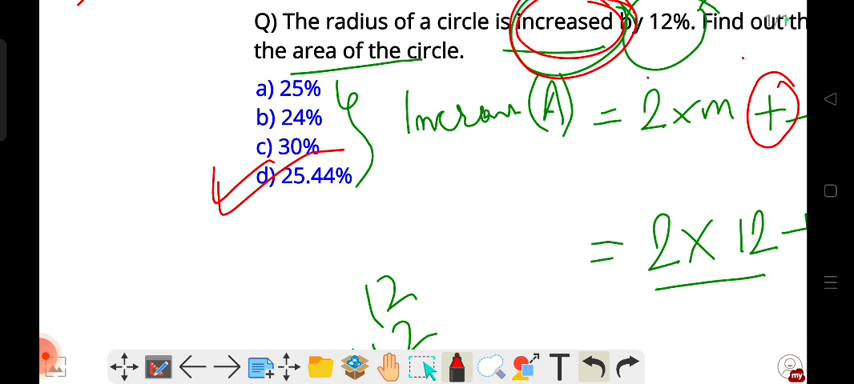 Q) The radius of a circle is increased by 12%. Find out th
the area of the circle.
a) 25%
b) 24%
c) 30%
d) 25.44%
(A) = 2 x m +
= 2 x 12 -
12
T
my